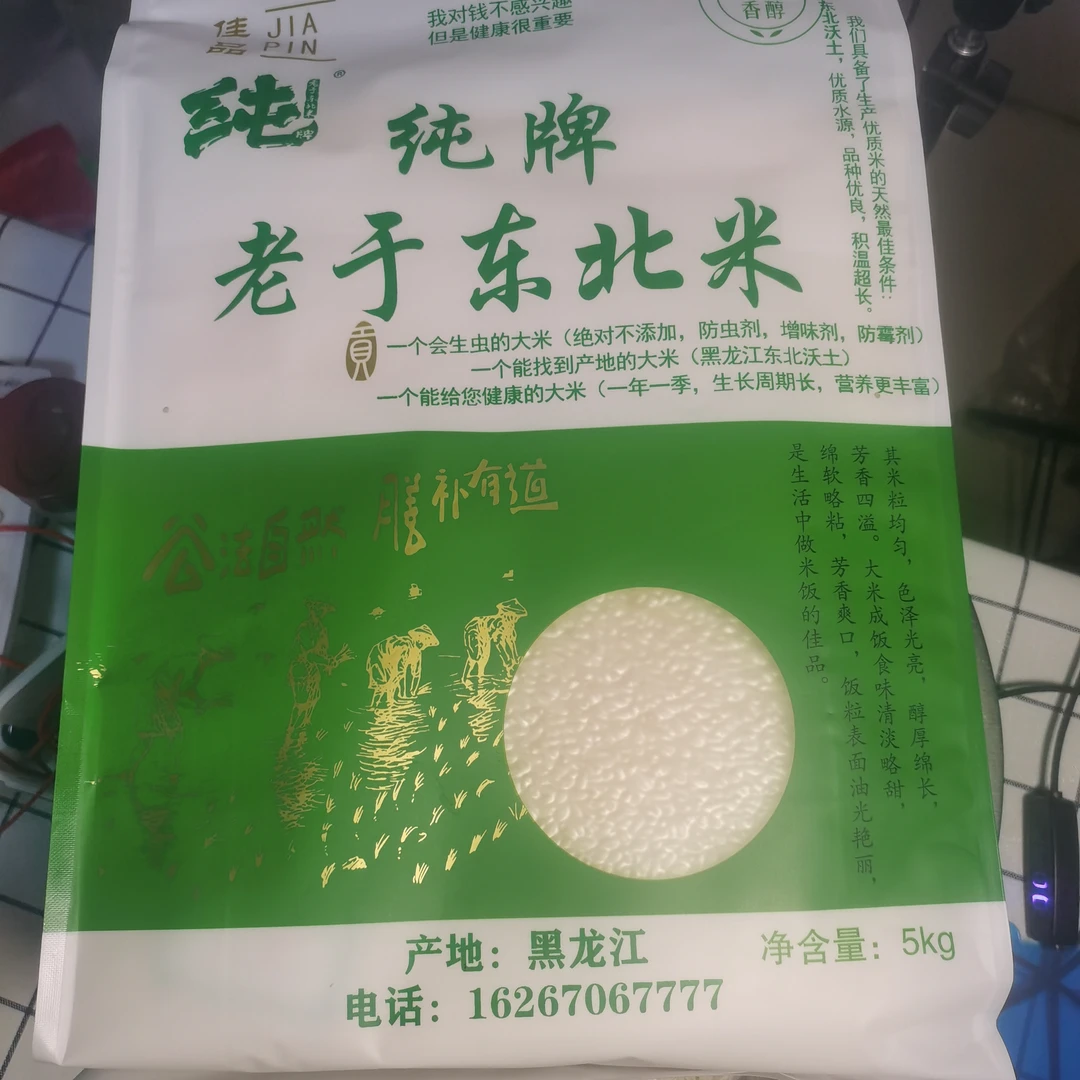 佳品
JIA
PIN
我对钱不感兴趣
但是健康很重要
香醇
纯®
纯牌
老于东北米
我们具备了生产优质米的天然最佳条件：
东北沃土，优质水源，品种优良，积温超长。
貢
一个会生虫的大米（绝对不添加，防虫剂，增味剂，防霉剂）
一个能找到产地的大米（黑龙江东北沃土）
一个能给您健康的大米（一年一季，生长周期长，营养更丰富）
膳补有道
其米粒均匀，色泽光亮，醇厚绵长，
芳香四溢。大米成饭食味清淡略甜，
绵软略粘，芳香爽口，饭粒表面油光艳丽，
是生活中做米饭的佳品。
产地：黑龙江
净含量：5kg
电话：16267067777